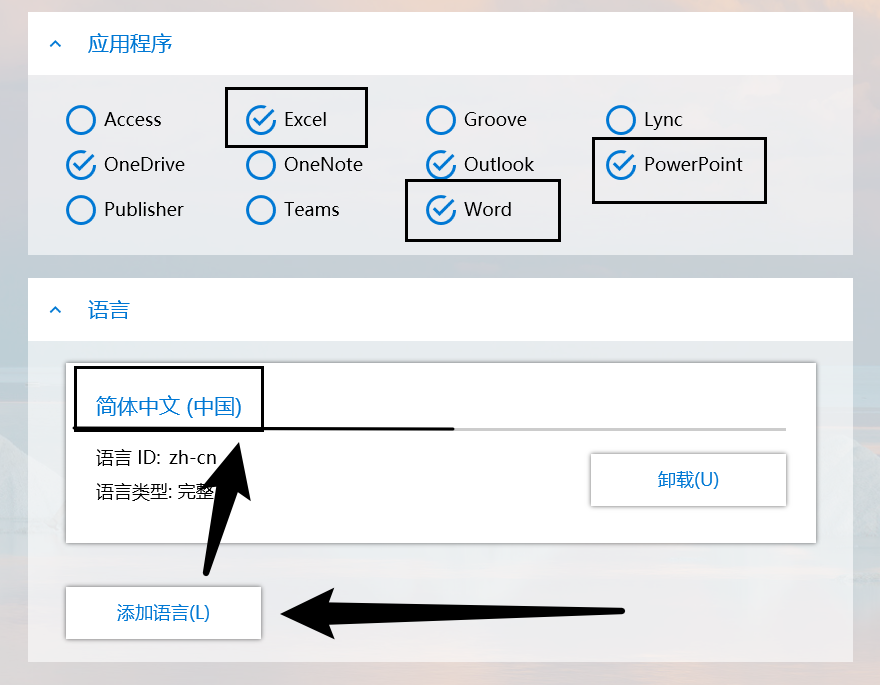 应用程序
Access Excel Groove Lync
OneDrive OneNote Outlook PowerPoint
Publisher Teams Word
语言
简体中文 (中国)
语言 ID: zh-cn
语言类型: 完整
卸载(U)
添加语言(L)